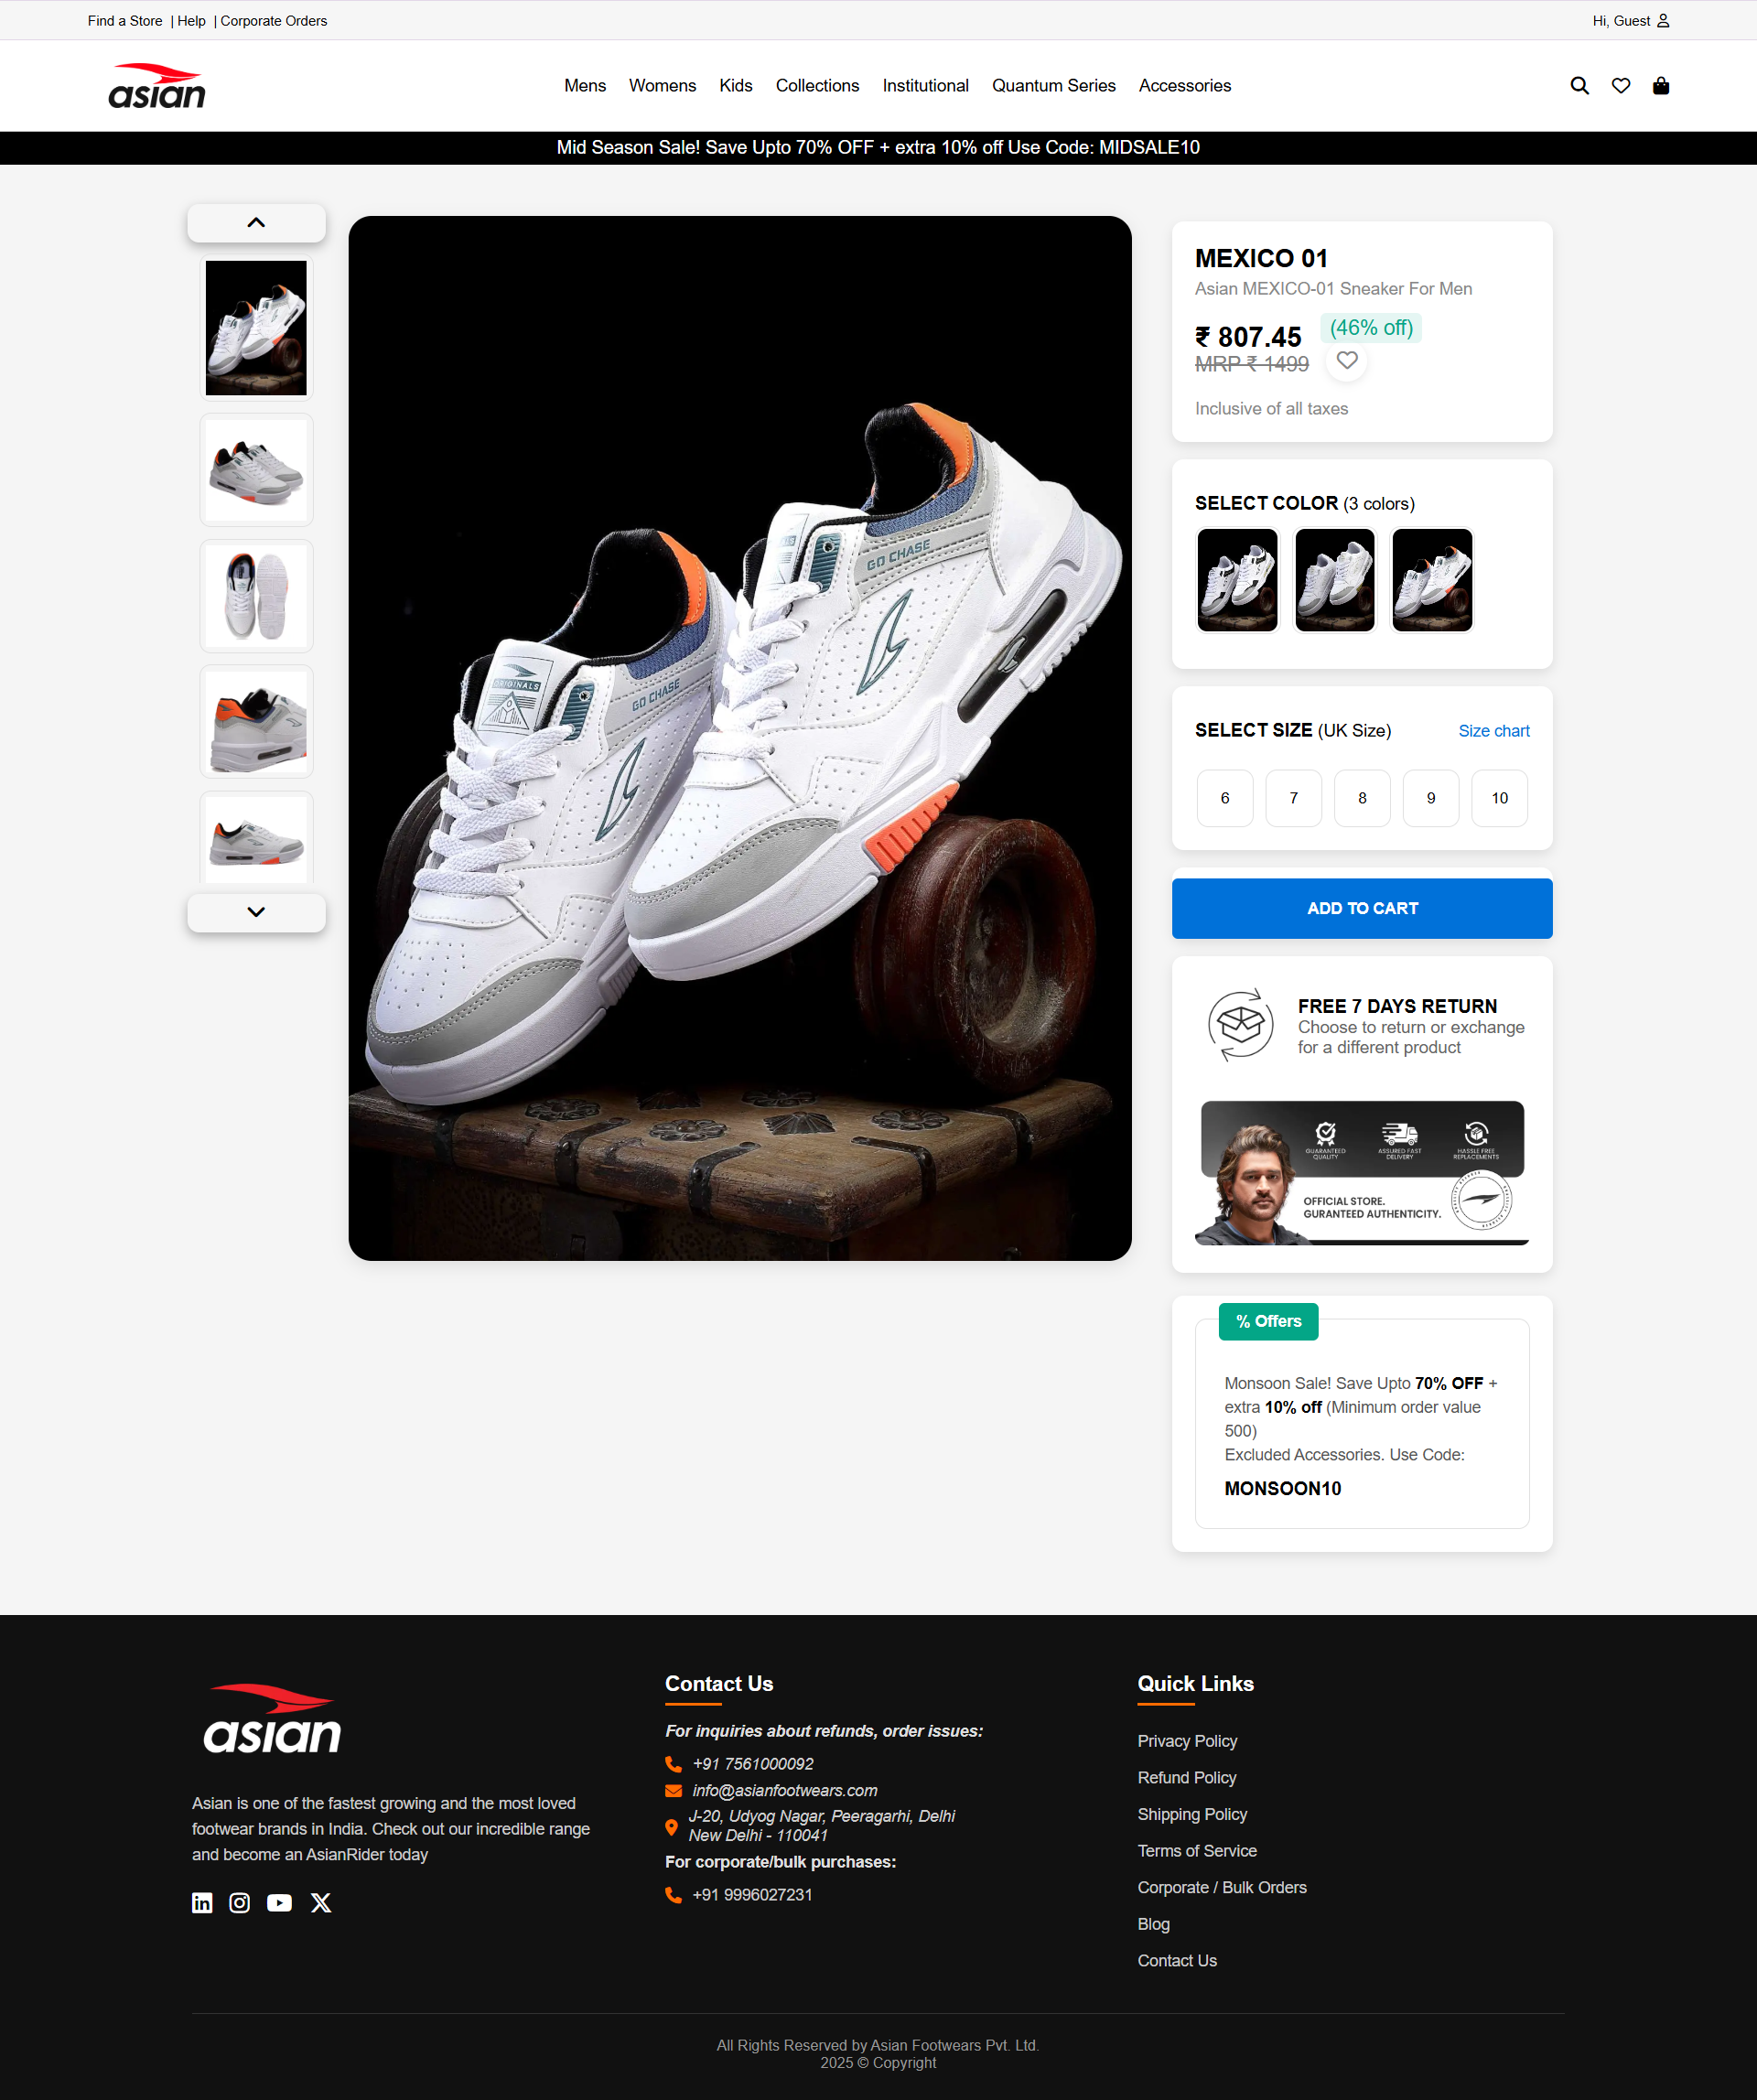 Find a Store | Help | Corporate Orders
Hi, Guest
asian
Mens Womens Kids Collections Institutional Quantum Series Accessories
Mid Season Sale! Save Upto 70% OFF + extra 10% off Use Code: MIDSALE10
MEXICO 01
Asian MEXICO-01 Sneaker For Men
₹ 807.45 (46% off)
MRP ₹ 1499
Inclusive of all taxes
SELECT COLOR (3 colors)
GO CHASE
ORIGINALS
GO CHASE
SELECT SIZE (UK Size) Size chart
6 7 8 9 10
ADD TO CART
FREE 7 DAYS RETURN
Choose to return or exchange
for a different product
GUARANTEED QUALITY
ASSURED FAST DELIVERY
HASSLE FREE REPLACEMENTS
OFFICIAL STORE.
GURANTEED AUTHENTICITY.
% Offers
Monsoon Sale! Save Upto 70% OFF +
extra 10% off (Minimum order value
500)
Excluded Accessories. Use Code:
MONSOON10
asian
Asian is one of the fastest growing and the most loved
footwear brands in India. Check out our incredible range
and become an AsianRider today
Contact Us
For inquiries about refunds, order issues:
+91 7561000092
info@asianfootwears.com
J-20, Udyog Nagar, Peeragarhi, Delhi
New Delhi - 110041
For corporate/bulk purchases:
+91 9996027231
Quick Links
Privacy Policy
Refund Policy
Shipping Policy
Terms of Service
Corporate / Bulk Orders
Blog
Contact Us
All Rights Reserved by Asian Footwears Pvt. Ltd.
2025 © Copyright